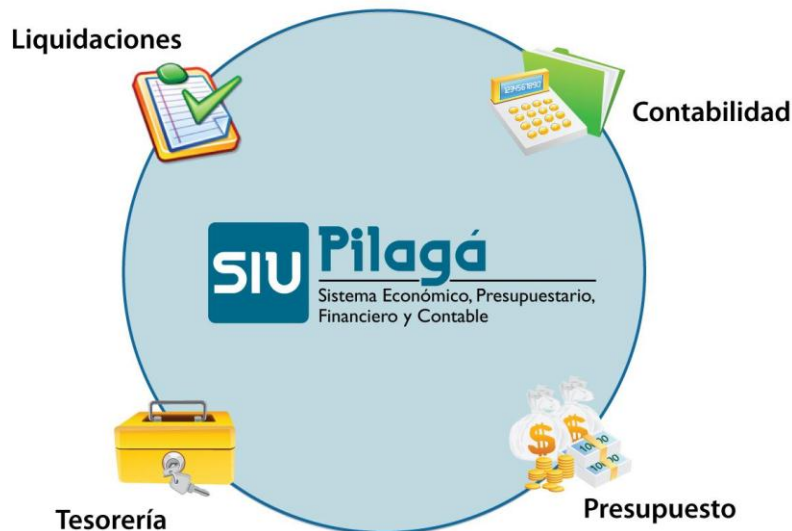 Liquidaciones
Contabilidad
SIU Pilagá
Sistema Económico, Presupuestario,
Financiero y Contable
Tesorería
Presupuesto